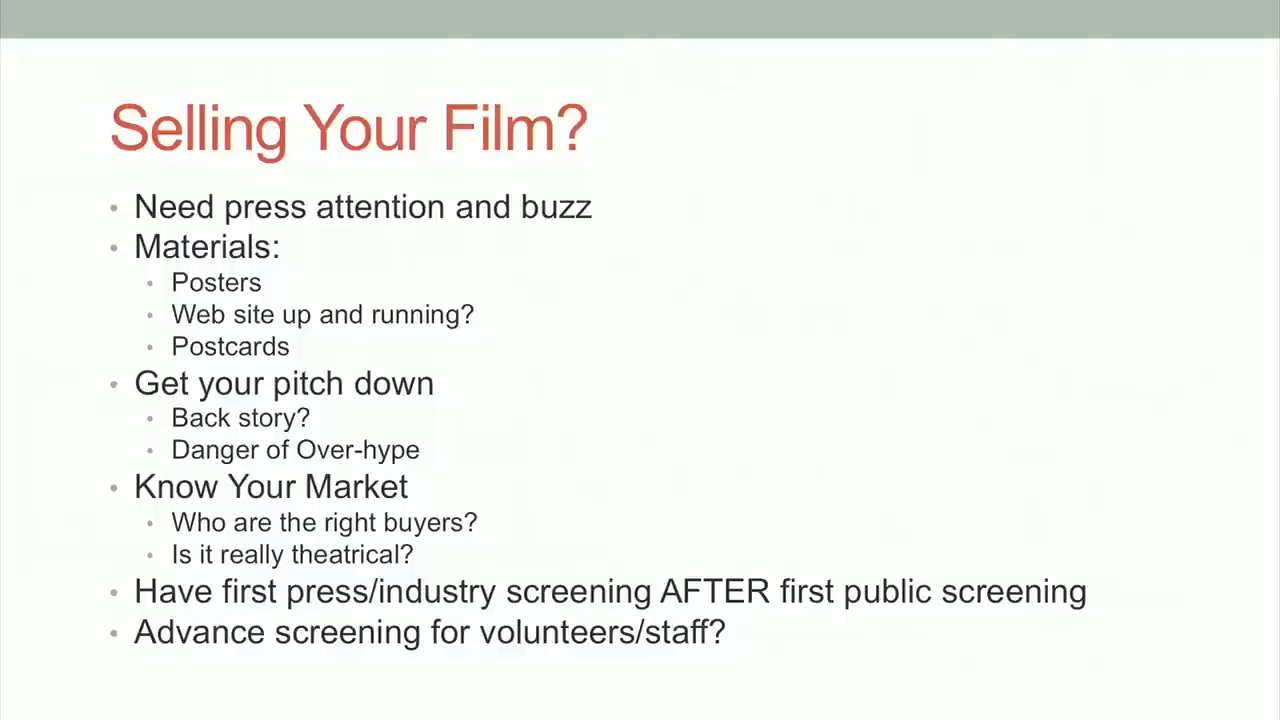 Selling Your Film?
• Need press attention and buzz
• Materials:
• Posters
• Web site up and running?
• Postcards
• Get your pitch down
• Back story?
• Danger of Over-hype
• Know Your Market
• Who are the right buyers?
• Is it really theatrical?
• Have first press/industry screening AFTER first public screening
• Advance screening for volunteers/staff?